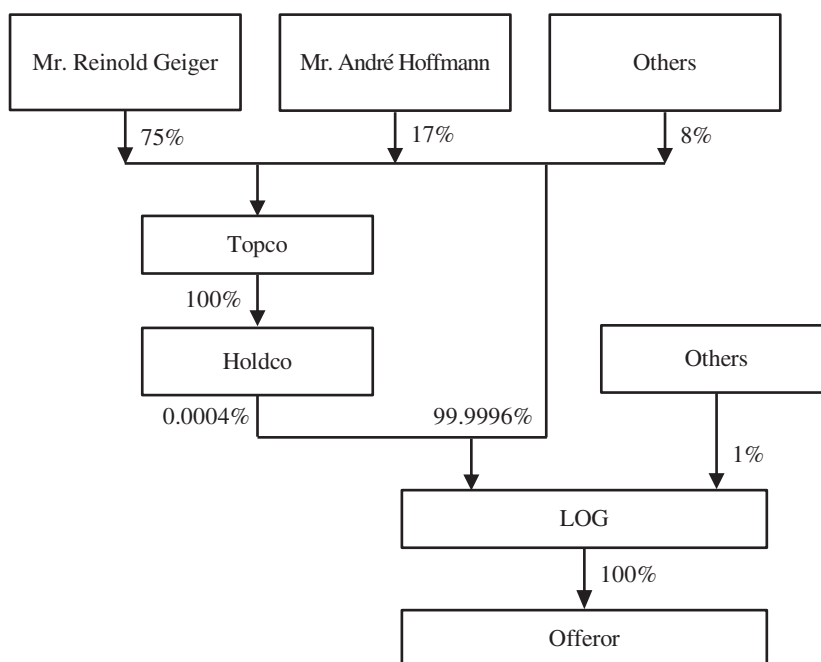 Mr. Reinold Geiger
Mr. André Hoffmann
Others
75%
17%
8%
Topco
100%
Holdco
Others
0.0004%
99.9996%
1%
LOG
100%
Offeror